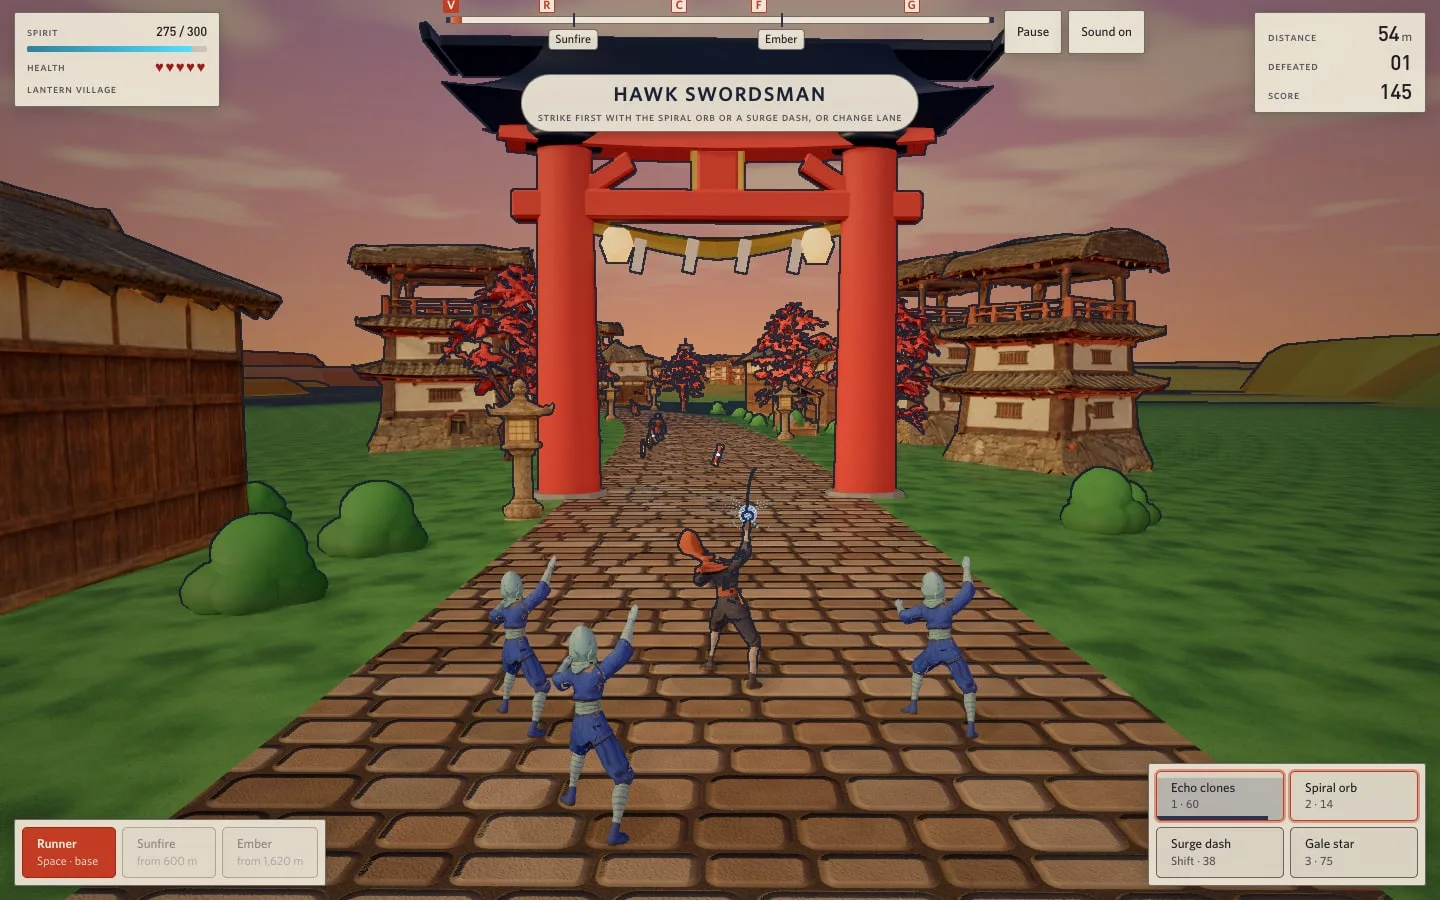 SPIRIT 275 / 300
HEALTH ♥♥♥♥♥
LANTERN VILLAGE
V R C F G
Sunfire Ember
Pause Sound on
DISTANCE 54 m
DEFEATED 01
SCORE 145
HAWK SWORDSMAN
STRIKE FIRST WITH THE SPIRAL ORB OR A SURGE DASH, OR CHANGE LANE
Runner
Space · base
Sunfire
from 600 m
Ember
from 1,620 m
Echo clones
1 · 60
Spiral orb
2 · 14
Surge dash
Shift · 38
Gale star
3 · 75